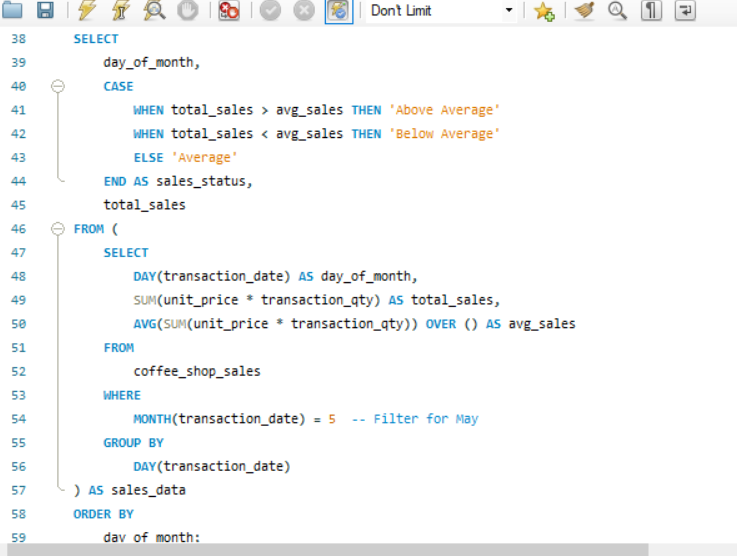 Don't Limit
38 SELECT
39 day_of_month,
40 CASE
41 WHEN total_sales > avg_sales THEN 'Above Average'
42 WHEN total_sales < avg_sales THEN 'Below Average'
43 ELSE 'Average'
44 END AS sales_status,
45 total_sales
46 FROM (
47 SELECT
48 DAY(transaction_date) AS day_of_month,
49 SUM(unit_price * transaction_qty) AS total_sales,
50 AVG(SUM(unit_price * transaction_qty)) OVER () AS avg_sales
51 FROM
52 coffee_shop_sales
53 WHERE
54 MONTH(transaction_date) = 5 -- Filter for May
55 GROUP BY
56 DAY(transaction_date)
57 ) AS sales_data
58 ORDER BY
59 day_of_month;